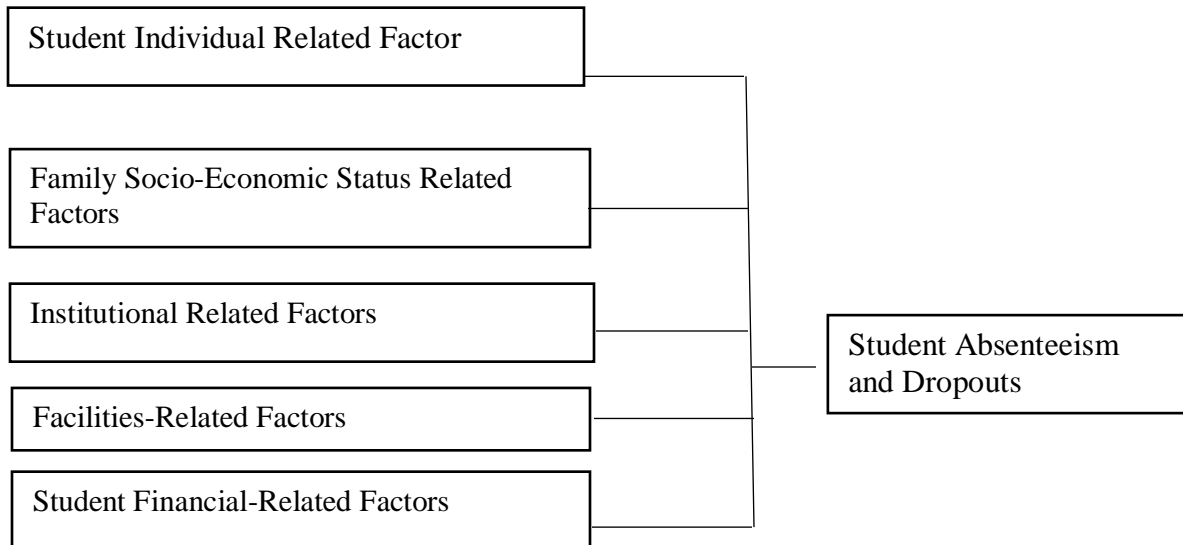 Student Individual Related Factor
Family Socio-Economic Status Related
Factors
Institutional Related Factors
Facilities-Related Factors
Student Financial-Related Factors
Student Absenteeism
and Dropouts